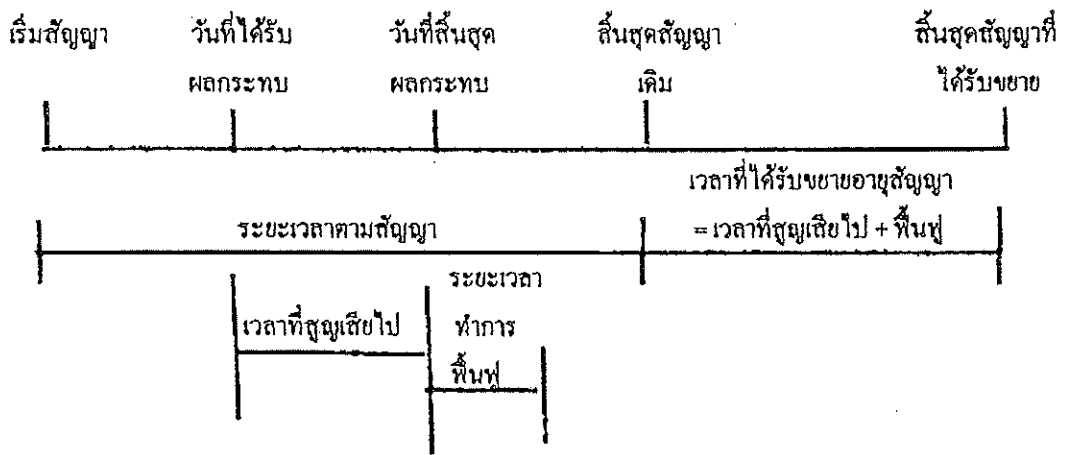 เริ่มสัญญา วันที่ได้รับ วันที่สิ้นสุด สิ้นสุดสัญญา สิ้นสุดสัญญาที่
ผลกระทบ ผลกระทบ เดิม ได้รับขยาย
เวลาที่ได้รับขยายอายุสัญญา
ระยะเวลาตามสัญญา = เวลาที่สูญเสียไป + ฟื้นฟู
ระยะเวลา
เวลาที่สูญเสียไป ทำการ
ฟื้นฟู